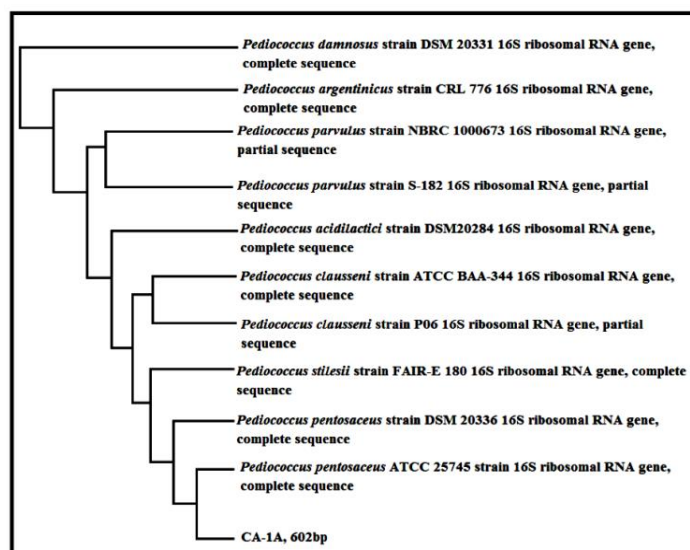 Pediococcus damnosus strain DSM 20331 16S ribosomal RNA gene,
complete sequence
Pediococcus argentinicus strain CRL 776 16S ribosomal RNA gene,
complete sequence
Pediococcus parvulus strain NBRC 1000673 16S ribosomal RNA gene,
partial sequence
Pediococcus parvulus strain S-182 16S ribosomal RNA gene, partial
sequence
Pediococcus acidilactici strain DSM20284 16S ribosomal RNA gene,
complete sequence
Pediococcus clausseni strain ATCC BAA-344 16S ribosomal RNA gene,
complete sequence
Pediococcus clausseni strain P06 16S ribosomal RNA gene, partial
sequence
Pediococcus stilesii strain FAIR-E 180 16S ribosomal RNA gene, complete
sequence
Pediococcus pentosaceus strain DSM 20336 16S ribosomal RNA gene,
complete sequence
Pediococcus pentosaceus ATCC 25745 strain 16S ribosomal RNA gene,
complete sequence
CA-1A, 602bp